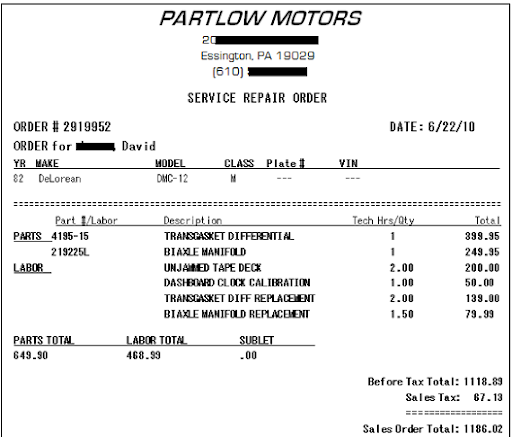 PARTLOW MOTORS
20
Essington, PA 19029
(610)
SERVICE REPAIR ORDER
ORDER # 2919952 DATE: 6/22/10
ORDER for , David
YR MAKE MODEL CLASS Plate # VIN
82 DeLorean DMC-12 M --- ---
Part #/Labor Description Tech Hrs/Qty Total
PARTS 4195-15 TRANSGASKET DIFFERENTIAL 1 399.95
219225L BIAXLE MANIFOLD 1 249.95
LABOR UNJAMMED TAPE DECK 2.00 200.00
DASHBOARD CLOCK CALIBRATION 1.00 50.00
TRANSGASKET DIFF REPLACEMENT 2.00 139.00
BIAXLE MANIFOLD REPLACEMENT 1.50 79.99
PARTS TOTAL LABOR TOTAL SUBLET
649.90 468.99 .00
Before Tax Total: 1118.89
Sales Tax: 67.13
Sales Order Total: 1186.02